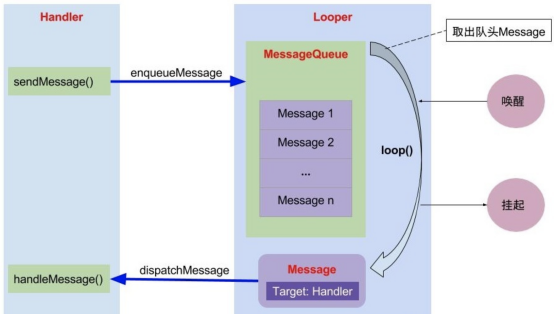 Handler
Looper
取出队头Message
MessageQueue
enqueueMessage
sendMessage()
唤醒
Message 1
Message 2
loop()
...
Message n
挂起
dispatchMessage
Message
handleMessage()
Target: Handler